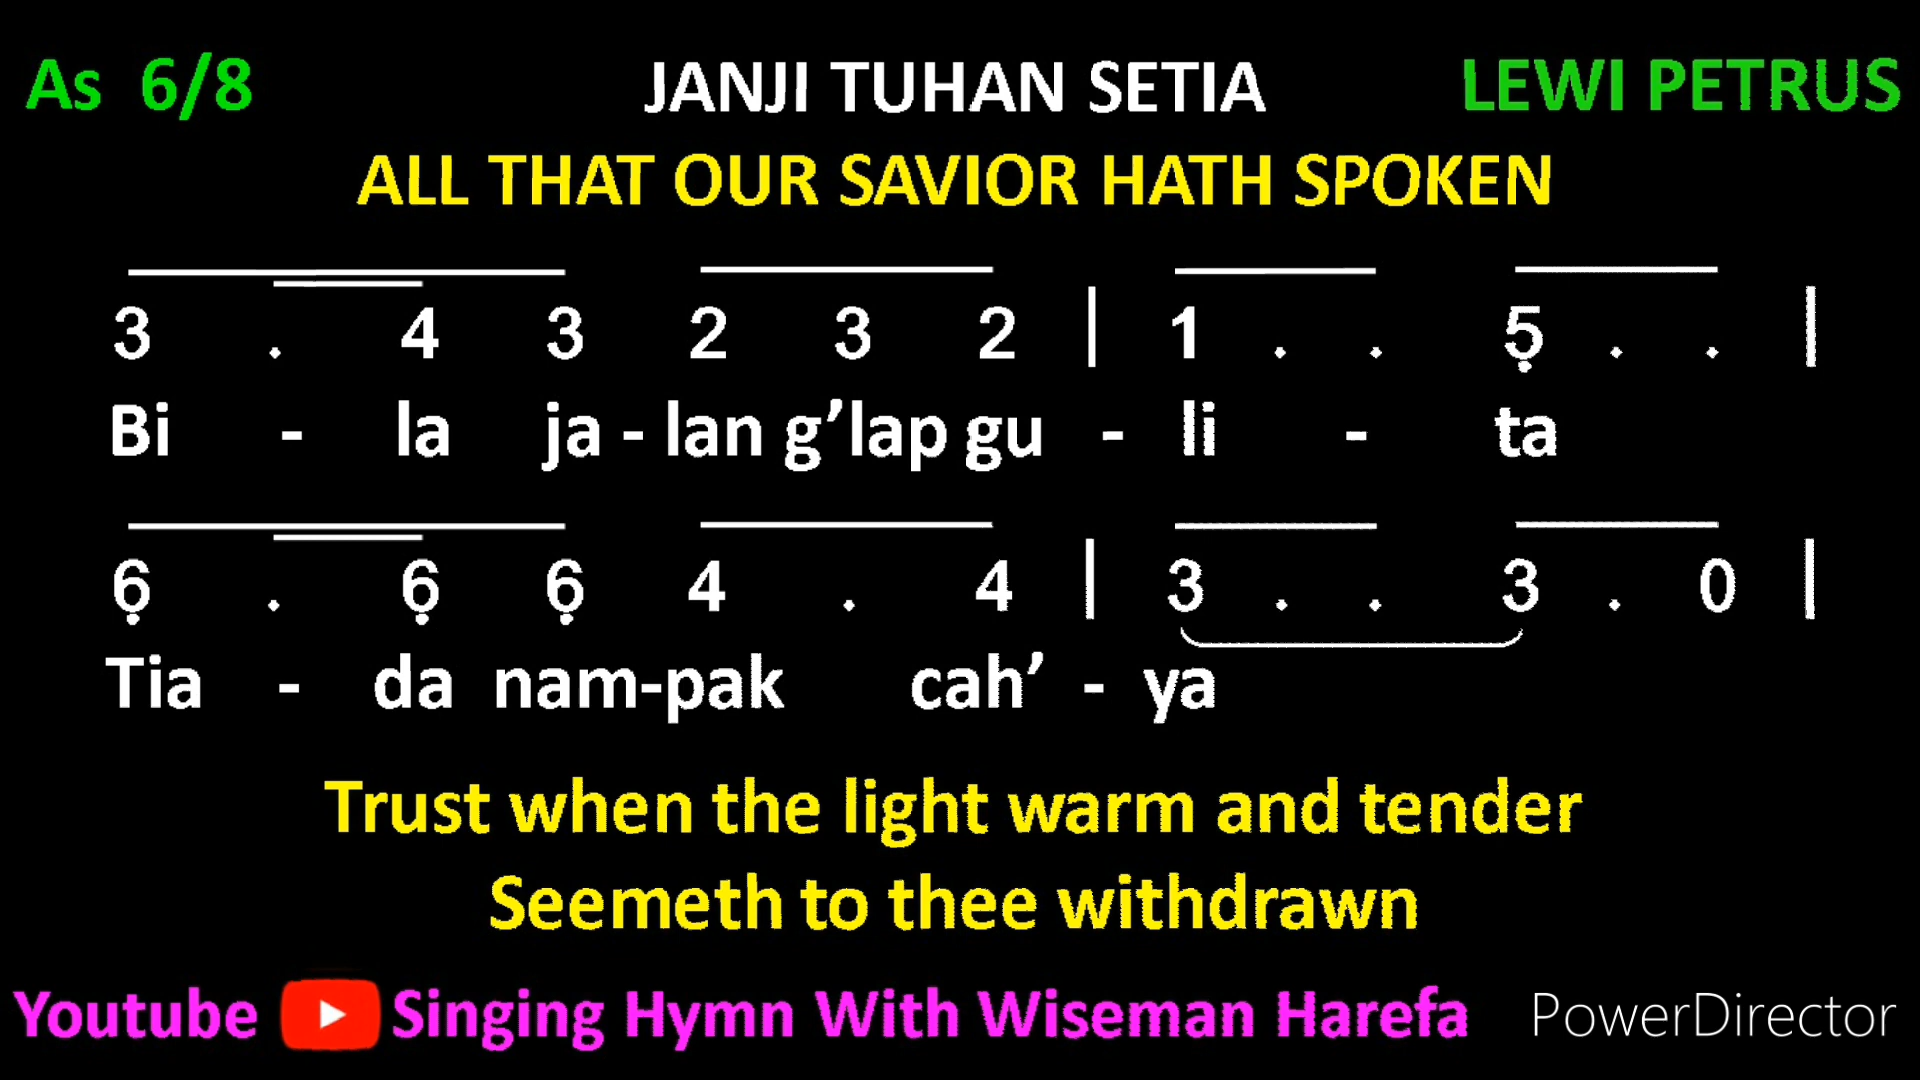 As 6/8 JANJI TUHAN SETIA LEWI PETRUS
ALL THAT OUR SAVIOR HATH SPOKEN
3 . 4 3 2 3 2 | 1 . . 5̣ . . |
Bi - la ja - lan g’lap gu - li - ta
6̣ . 6̣ 6̣ 4 . 4 | 3 . . 3 . 0 |
Tia - da nam-pak cah’ - ya
Trust when the light warm and tender
Seemeth to thee withdrawn
Youtube Singing Hymn With Wiseman Harefa PowerDirector